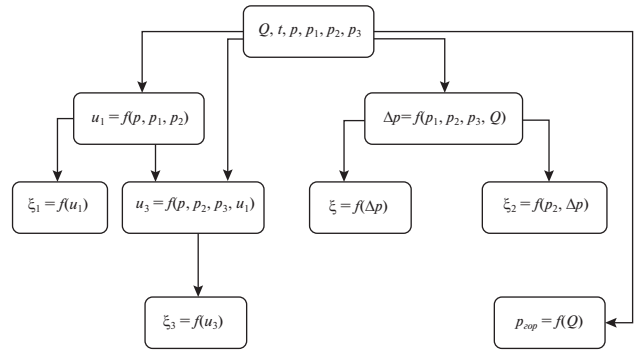 Q, t, p, p₁, p₂, p₃
u₁ = f(p, p₁, p₂)
Δp= f(p₁, p₂, p₃, Q)
ξ₁ = f(u₁)
u₃ = f(p, p₂, p₃, u₁)
ξ = f(Δp)
ξ₂ = f(p₂, Δp)
ξ₃ = f(u₃)
p_гор = f(Q)